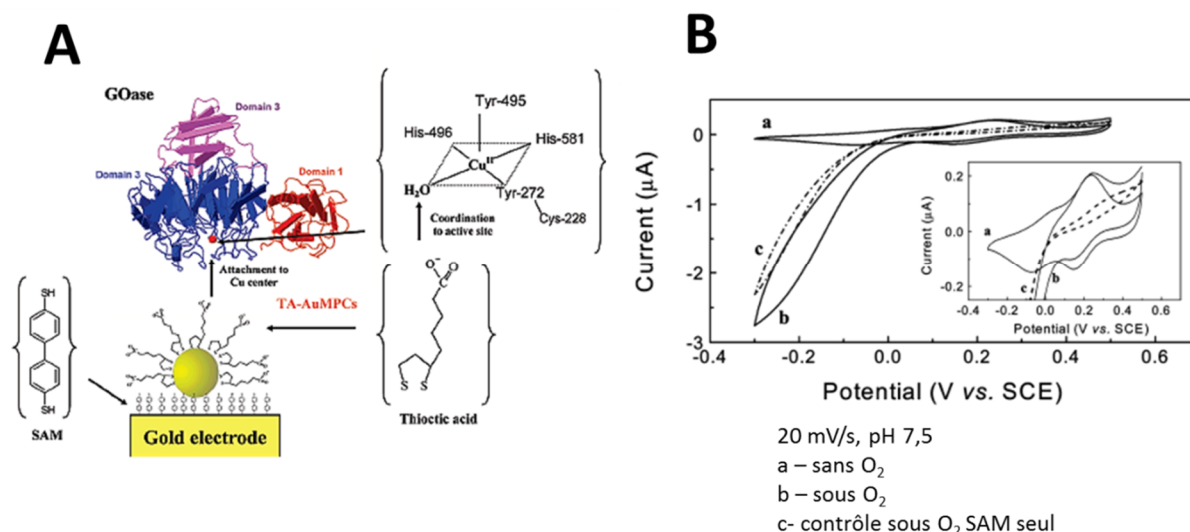 A
GOase
Domain 3
Domain 3
Domain 1
Tyr-495
His-496
His-581
Cu^II
H₂O
Tyr-272
Cys-228
Coordination
to active site
Attachment to
Cu center
TA-AuMPCs
O⁻
O
S
S
Thioctic acid
SH
SH
SAM
Gold electrode
B
Current (µA)
0
-1
-2
-3
-0.4
-0.2
0.0
0.2
0.4
0.6
Potential (V vs. SCE)
a
b
c
Current (µA)
0.2
0.0
-0.2
-0.4
-0.2
0.0
0.2
0.4
0.6
Potential (V vs. SCE)
a
b
c
20 mV/s, pH 7,5
a – sans O₂
b – sous O₂
c- contrôle sous O₂ SAM seul